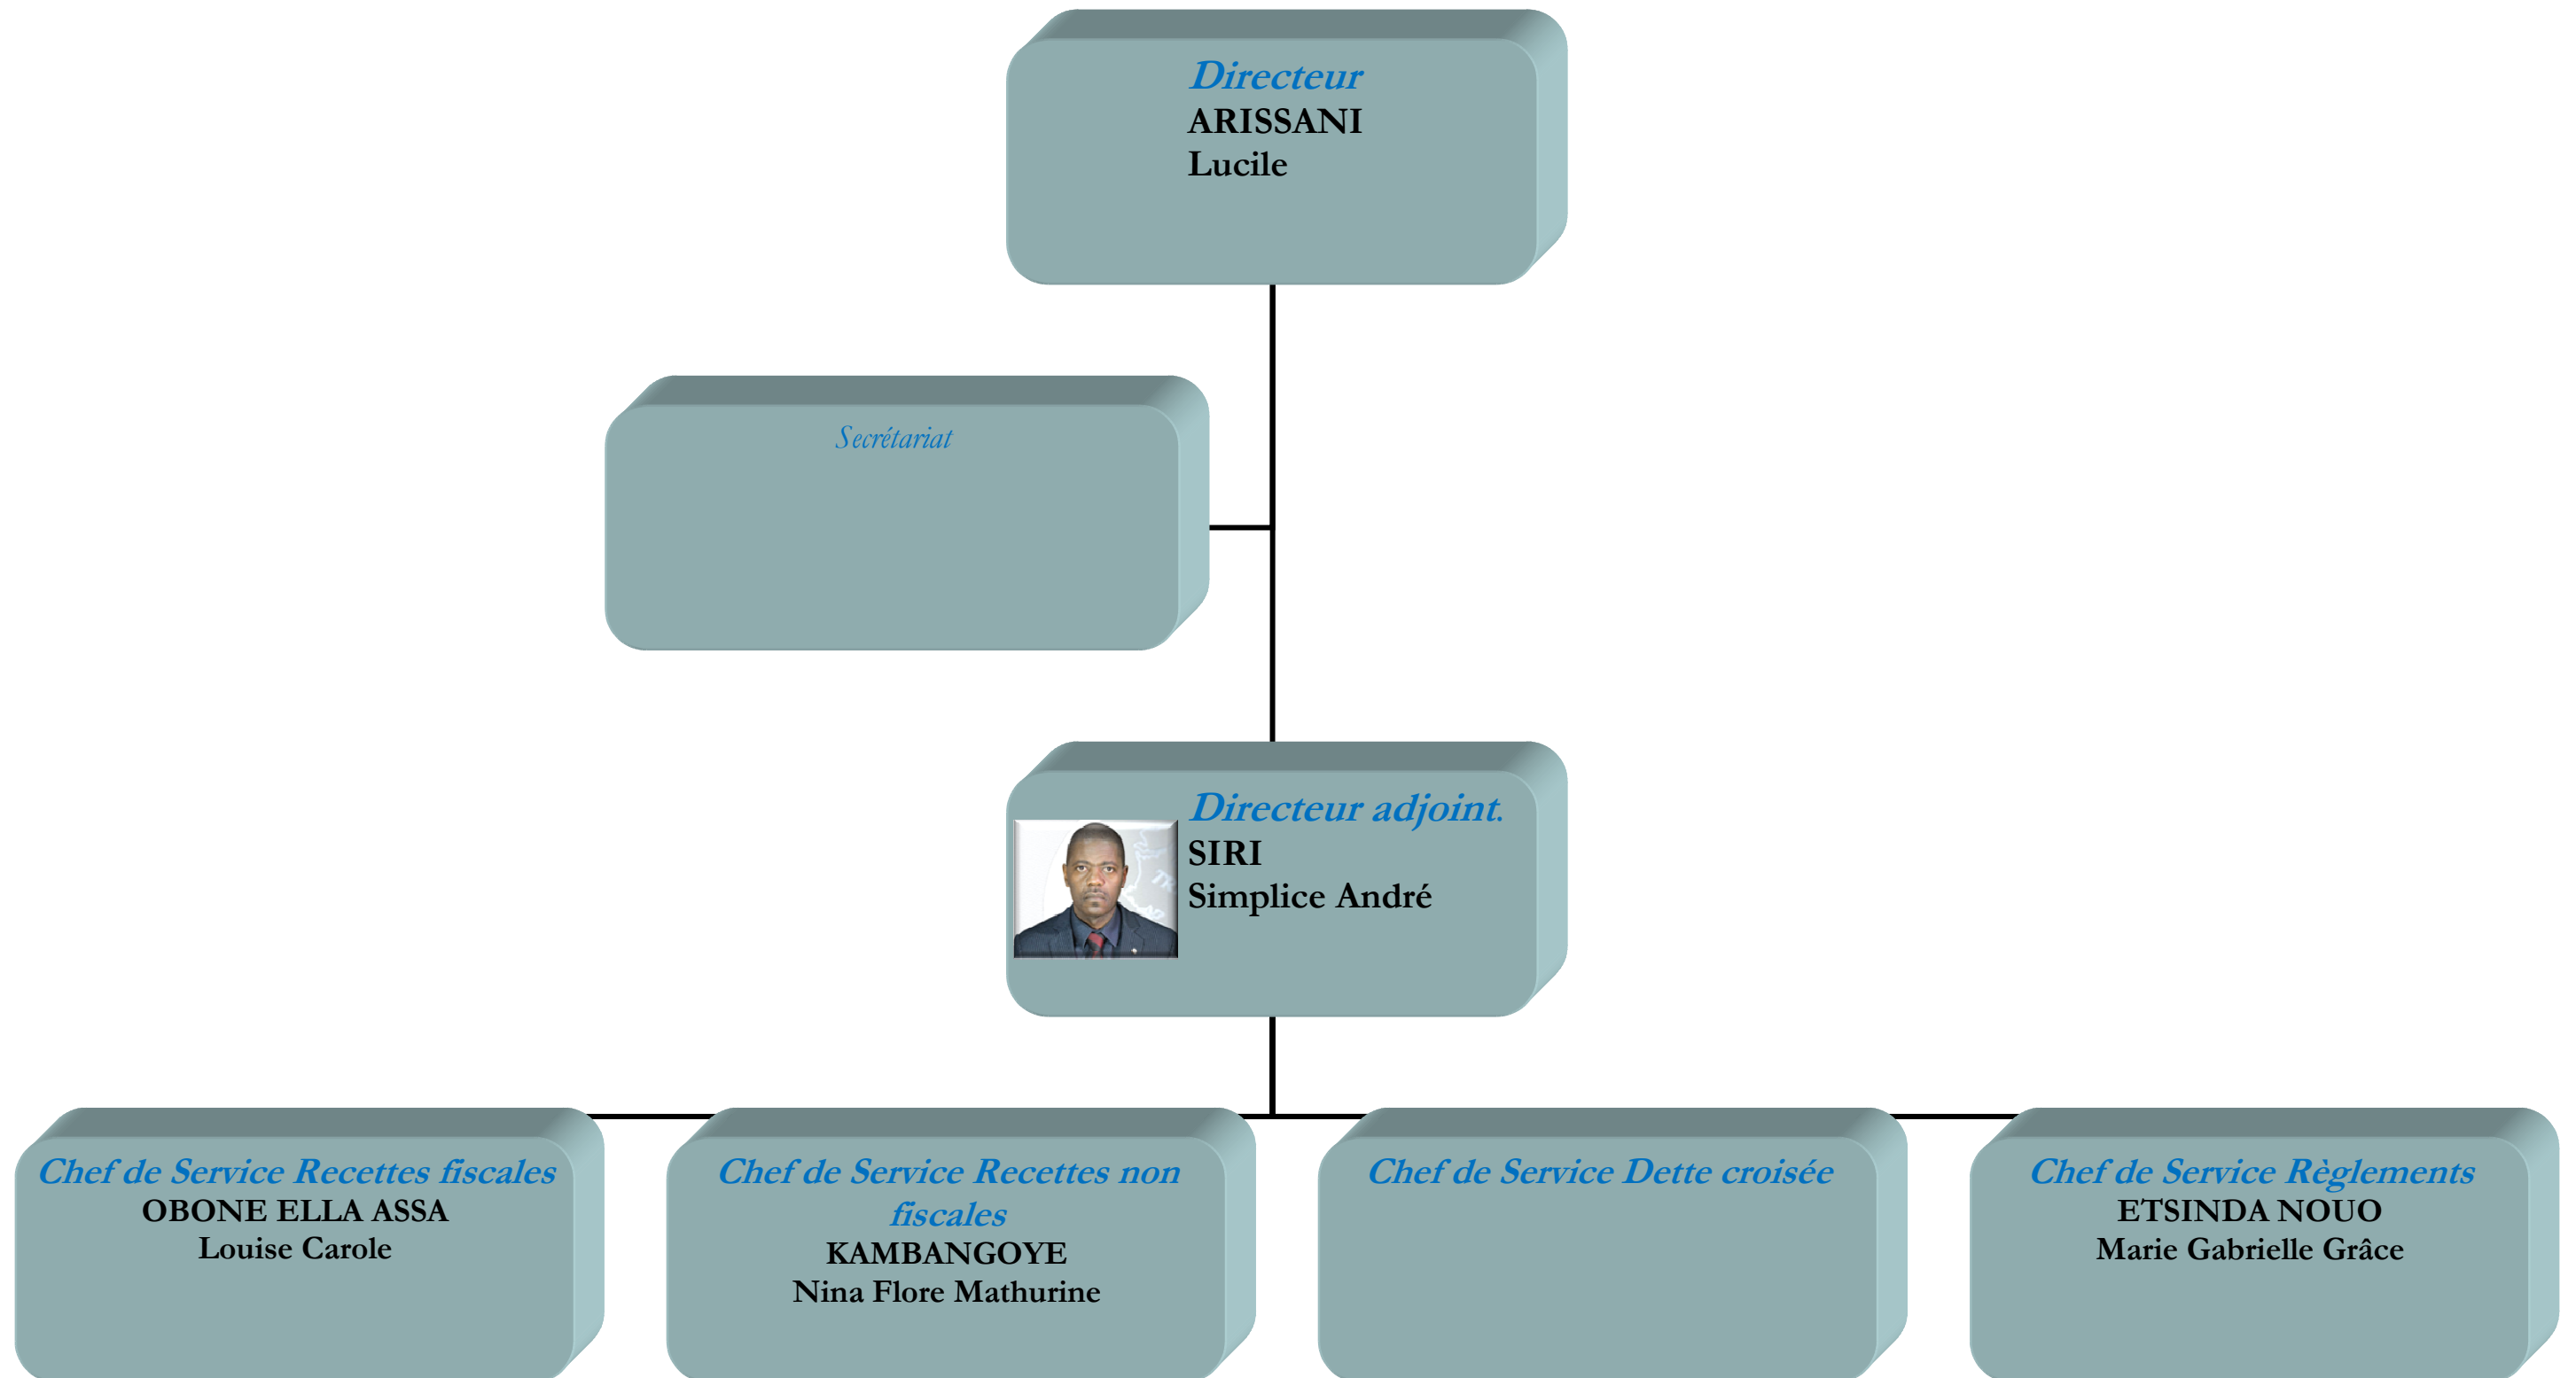 Directeur
ARISSANI
Lucile
Secrétariat
Directeur adjoint.
SIRI
Simplice André
Chef de Service Recettes fiscales
OBONE ELLA ASSA
Louise Carole
Chef de Service Recettes non
fiscales
KAMBANGOYE
Nina Flore Mathurine
Chef de Service Dette croisée
Chef de Service Règlements
ETSINDA NOUO
Marie Gabrielle Grâce